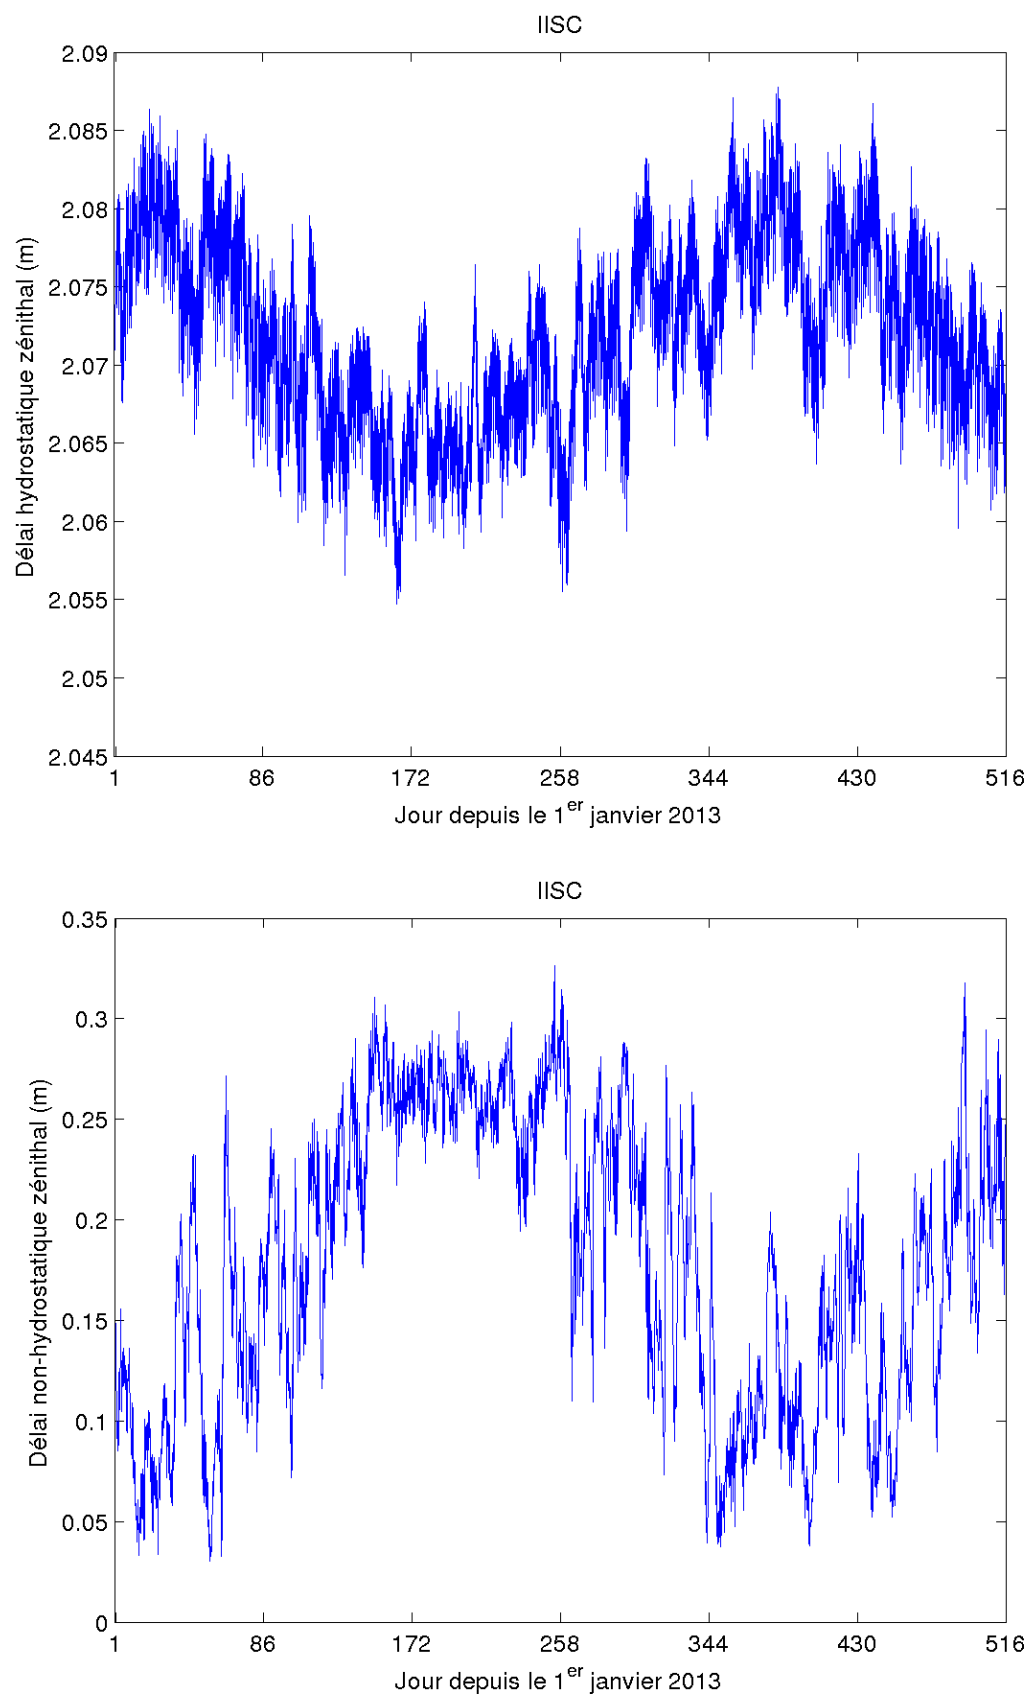 IISC
2.09
2.085
2.08
2.075
2.07
2.065
2.06
2.055
2.05
2.045
Délai hydrostatique zénithal (m)
1 86 172 258 344 430 516
Jour depuis le 1er janvier 2013
IISC
0.35
0.3
0.25
0.2
0.15
0.1
0.05
0
Délai non-hydrostatique zénithal (m)
1 86 172 258 344 430 516
Jour depuis le 1er janvier 2013